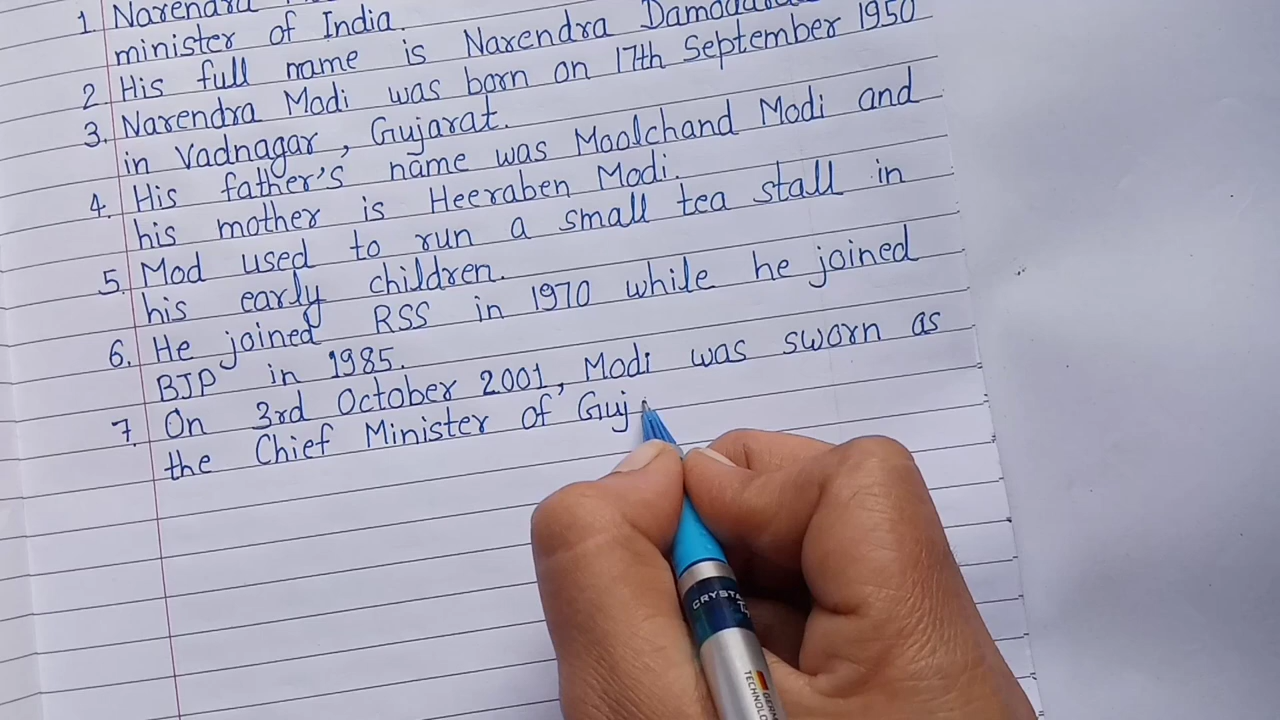 1. Narendra
minister of India.
2 His full name is Narendra
3. Narendra Modi was born on 17th September 1950
in Vadnagar, Gujarat.
4. His father's name was Moolchand Modi and
his mother is Heeraben Modi.
5. Mod used to run a small tea stall in
his early children.
6. He joined RSS in 1970 while he joined
BJP in 1985.
7. On 3rd October 2001, Modi was sworn as
the Chief Minister of Guj
CRYSTA
GERM
TECHNOLO